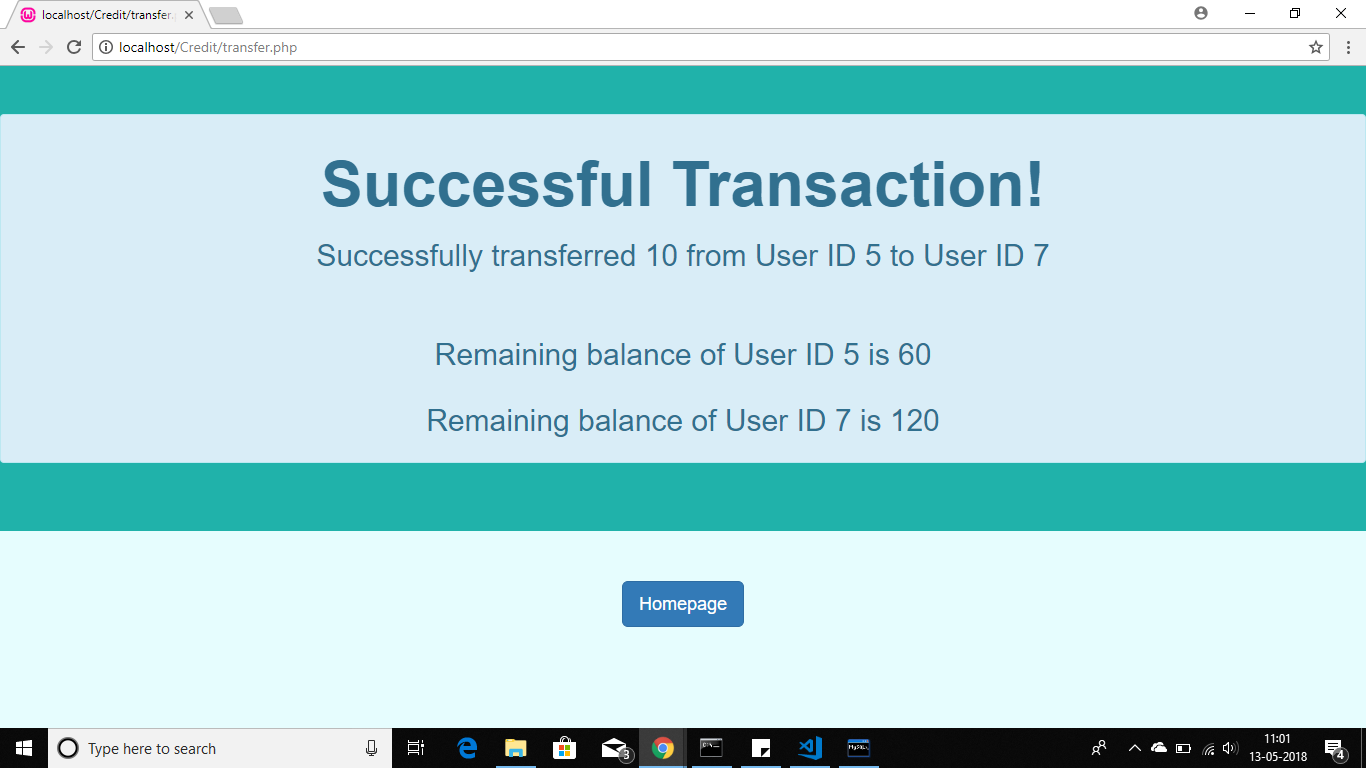 localhost/Credit/transfer
localhost/Credit/transfer.php
Successful Transaction!
Successfully transferred 10 from User ID 5 to User ID 7
Remaining balance of User ID 5 is 60
Remaining balance of User ID 7 is 120
Homepage
Type here to search
3
11:01
13-05-2018
4